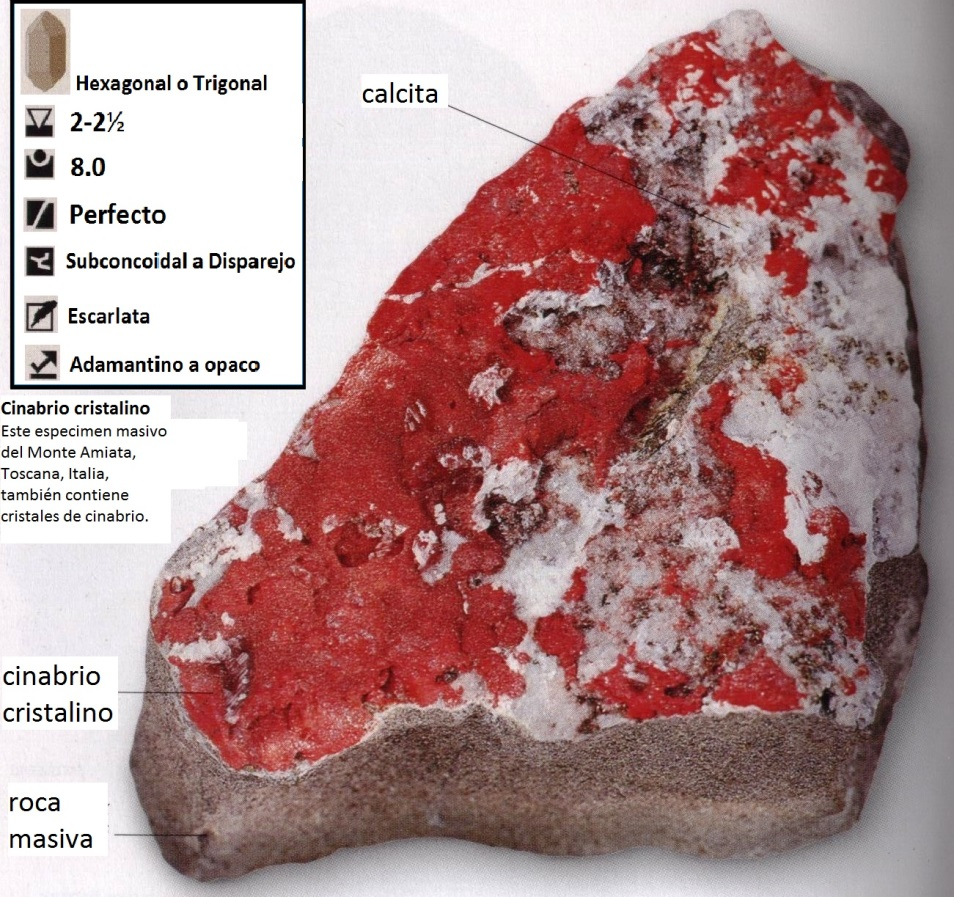 Hexagonal o Trigonal
2-2½
8.0
Perfecto
Subconcoidal a Disparejo
Escarlata
Adamantino a opaco
calcita
Cinabrio cristalino
Este especimen masivo
del Monte Amiata,
Toscana, Italia,
también contiene
cristales de cinabrio.
cinabrio
cristalino
roca
masiva